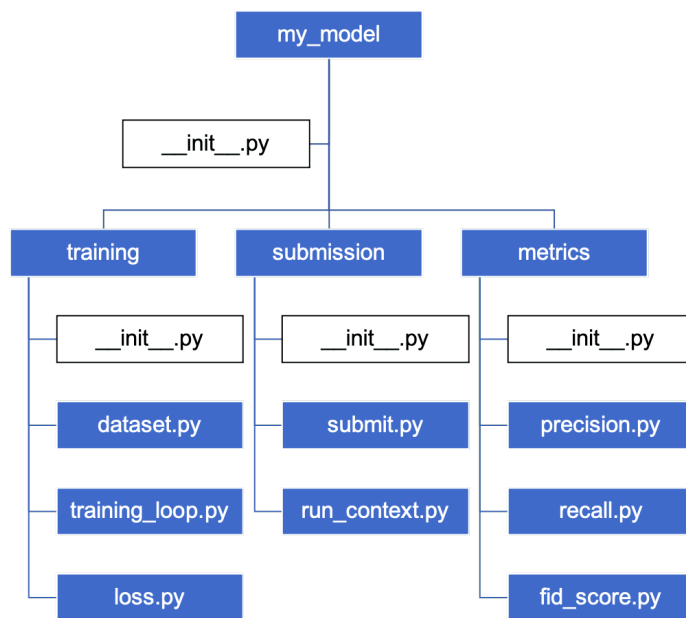 my_model
__init__.py
training
submission
metrics
__init__.py
__init__.py
__init__.py
dataset.py
submit.py
precision.py
training_loop.py
run_context.py
recall.py
loss.py
fid_score.py